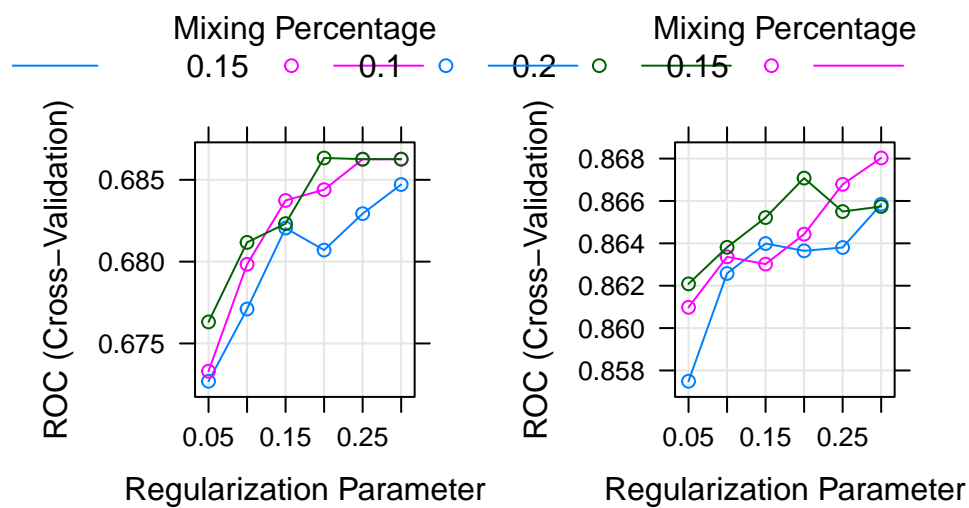 Mixing Percentage Mixing Percentage
0.15 0.1 0.2 0.15
ROC (Cross−Validation)
0.685
0.680
0.675
0.05 0.15 0.25
Regularization Parameter
ROC (Cross−Validation)
0.868
0.866
0.864
0.862
0.860
0.858
0.05 0.15 0.25
Regularization Parameter